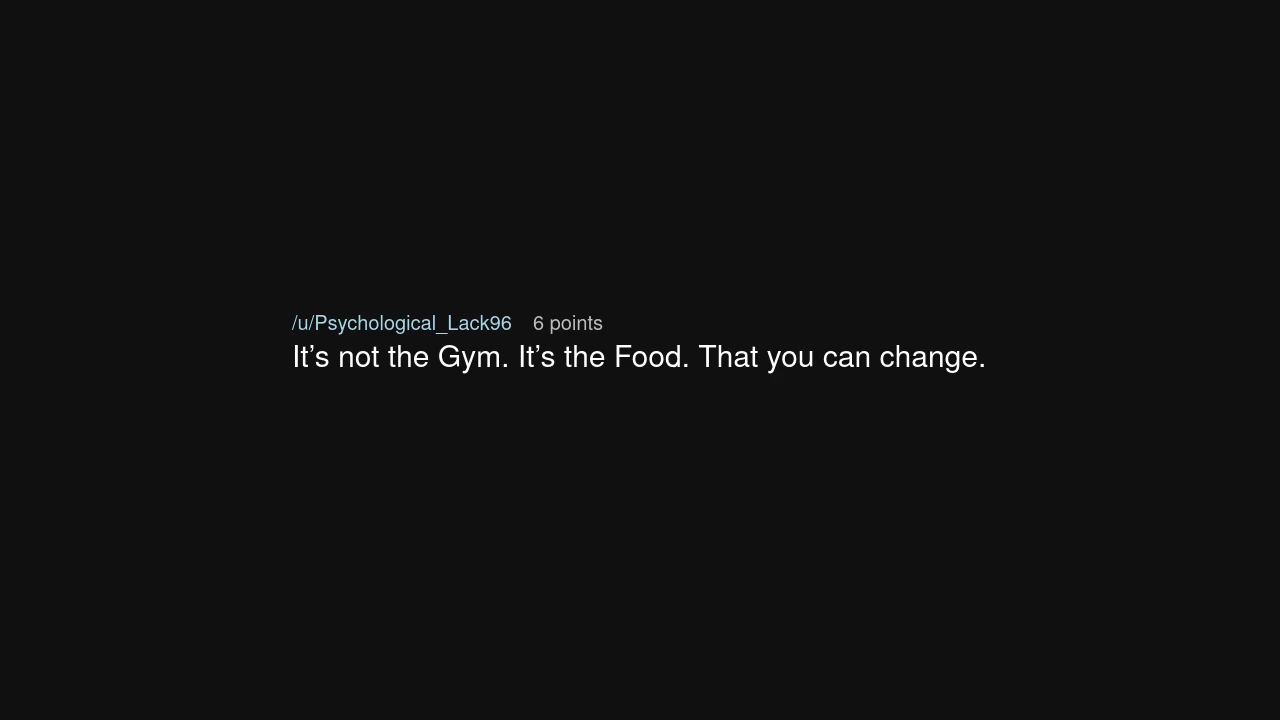 /u/Psychological_Lack96 6 points
It’s not the Gym. It’s the Food. That you can change.